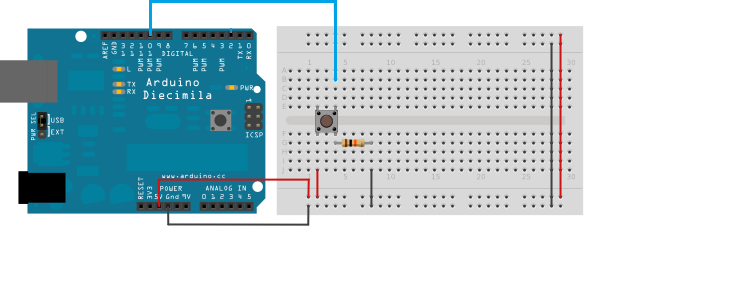 AREF
GND
13
12
11
10
9
8
7
6
5
4
3
2
1
0
TX
RX
PWM
PWM
PWM
PWM
PWM
PWM
DIGITAL
L
TX
RX
Arduino
Diecimila
PWR
1
ICSP
PWR SEL
USB
EXT
www.arduino.cc
RESET
3V3
5V Gnd 9V
POWER
ANALOG IN
0 1 2 3 4 5
1 5 10 15 20 25 30
A
B
C
D
E
F
G
H
I
J
1 5 10 15 20 25 30